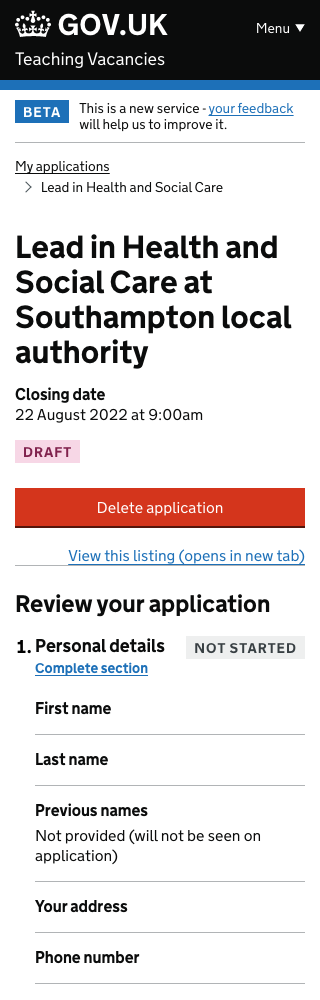 GOV.UK
Menu ▼
Teaching Vacancies
BETA
This is a new service - your feedback
will help us to improve it.
My applications
Lead in Health and Social Care
Lead in Health and
Social Care at
Southampton local
authority
Closing date
22 August 2022 at 9:00am
DRAFT
Delete application
View this listing (opens in new tab)
Review your application
1. Personal details
NOT STARTED
Complete section
First name
Last name
Previous names
Not provided (will not be seen on
application)
Your address
Phone number